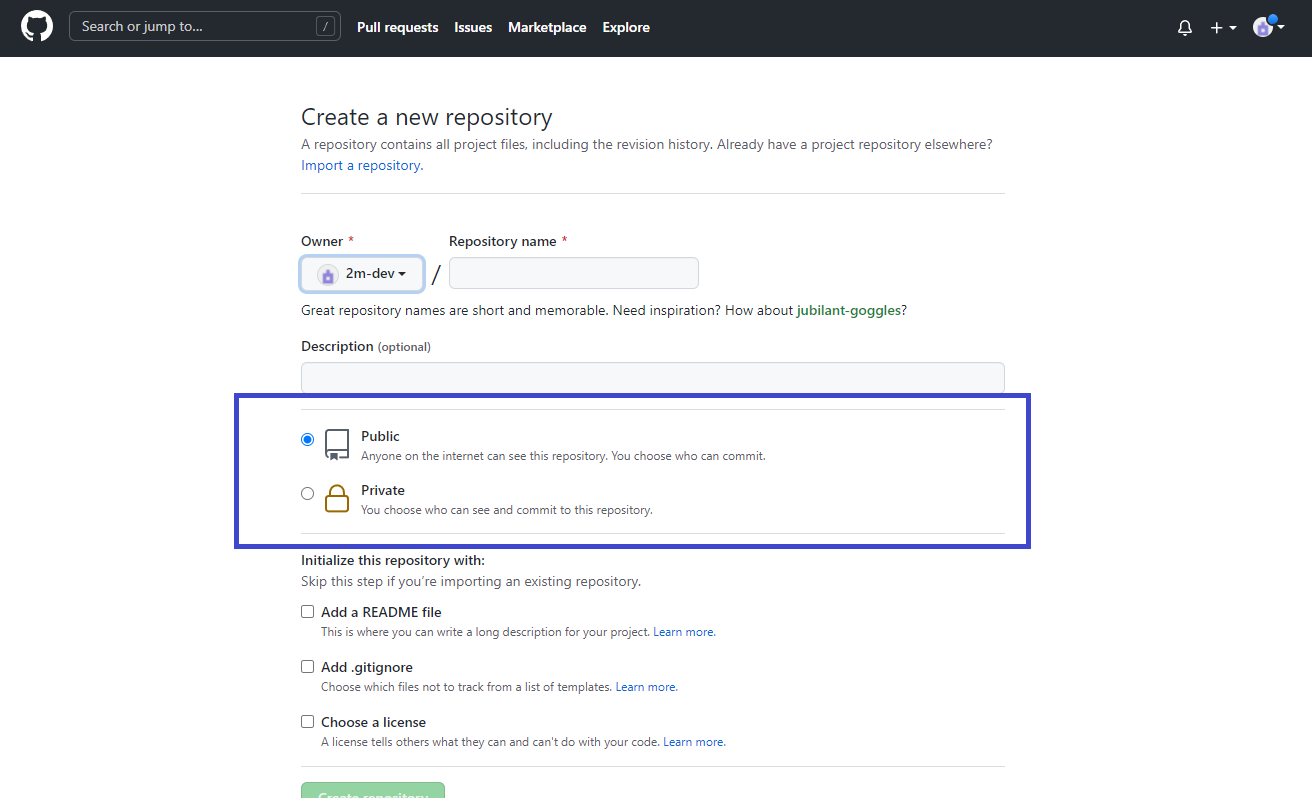 Search or jump to... /
Pull requests Issues Marketplace Explore
Create a new repository
A repository contains all project files, including the revision history. Already have a project repository elsewhere?
Import a repository.
Owner * Repository name *
2m-dev /
Great repository names are short and memorable. Need inspiration? How about jubilant-goggles?
Description (optional)
Public
Anyone on the internet can see this repository. You choose who can commit.
Private
You choose who can see and commit to this repository.
Initialize this repository with:
Skip this step if you’re importing an existing repository.
Add a README file
This is where you can write a long description for your project. Learn more.
Add .gitignore
Choose which files not to track from a list of templates. Learn more.
Choose a license
A license tells others what they can and can't do with your code. Learn more.
Create repository